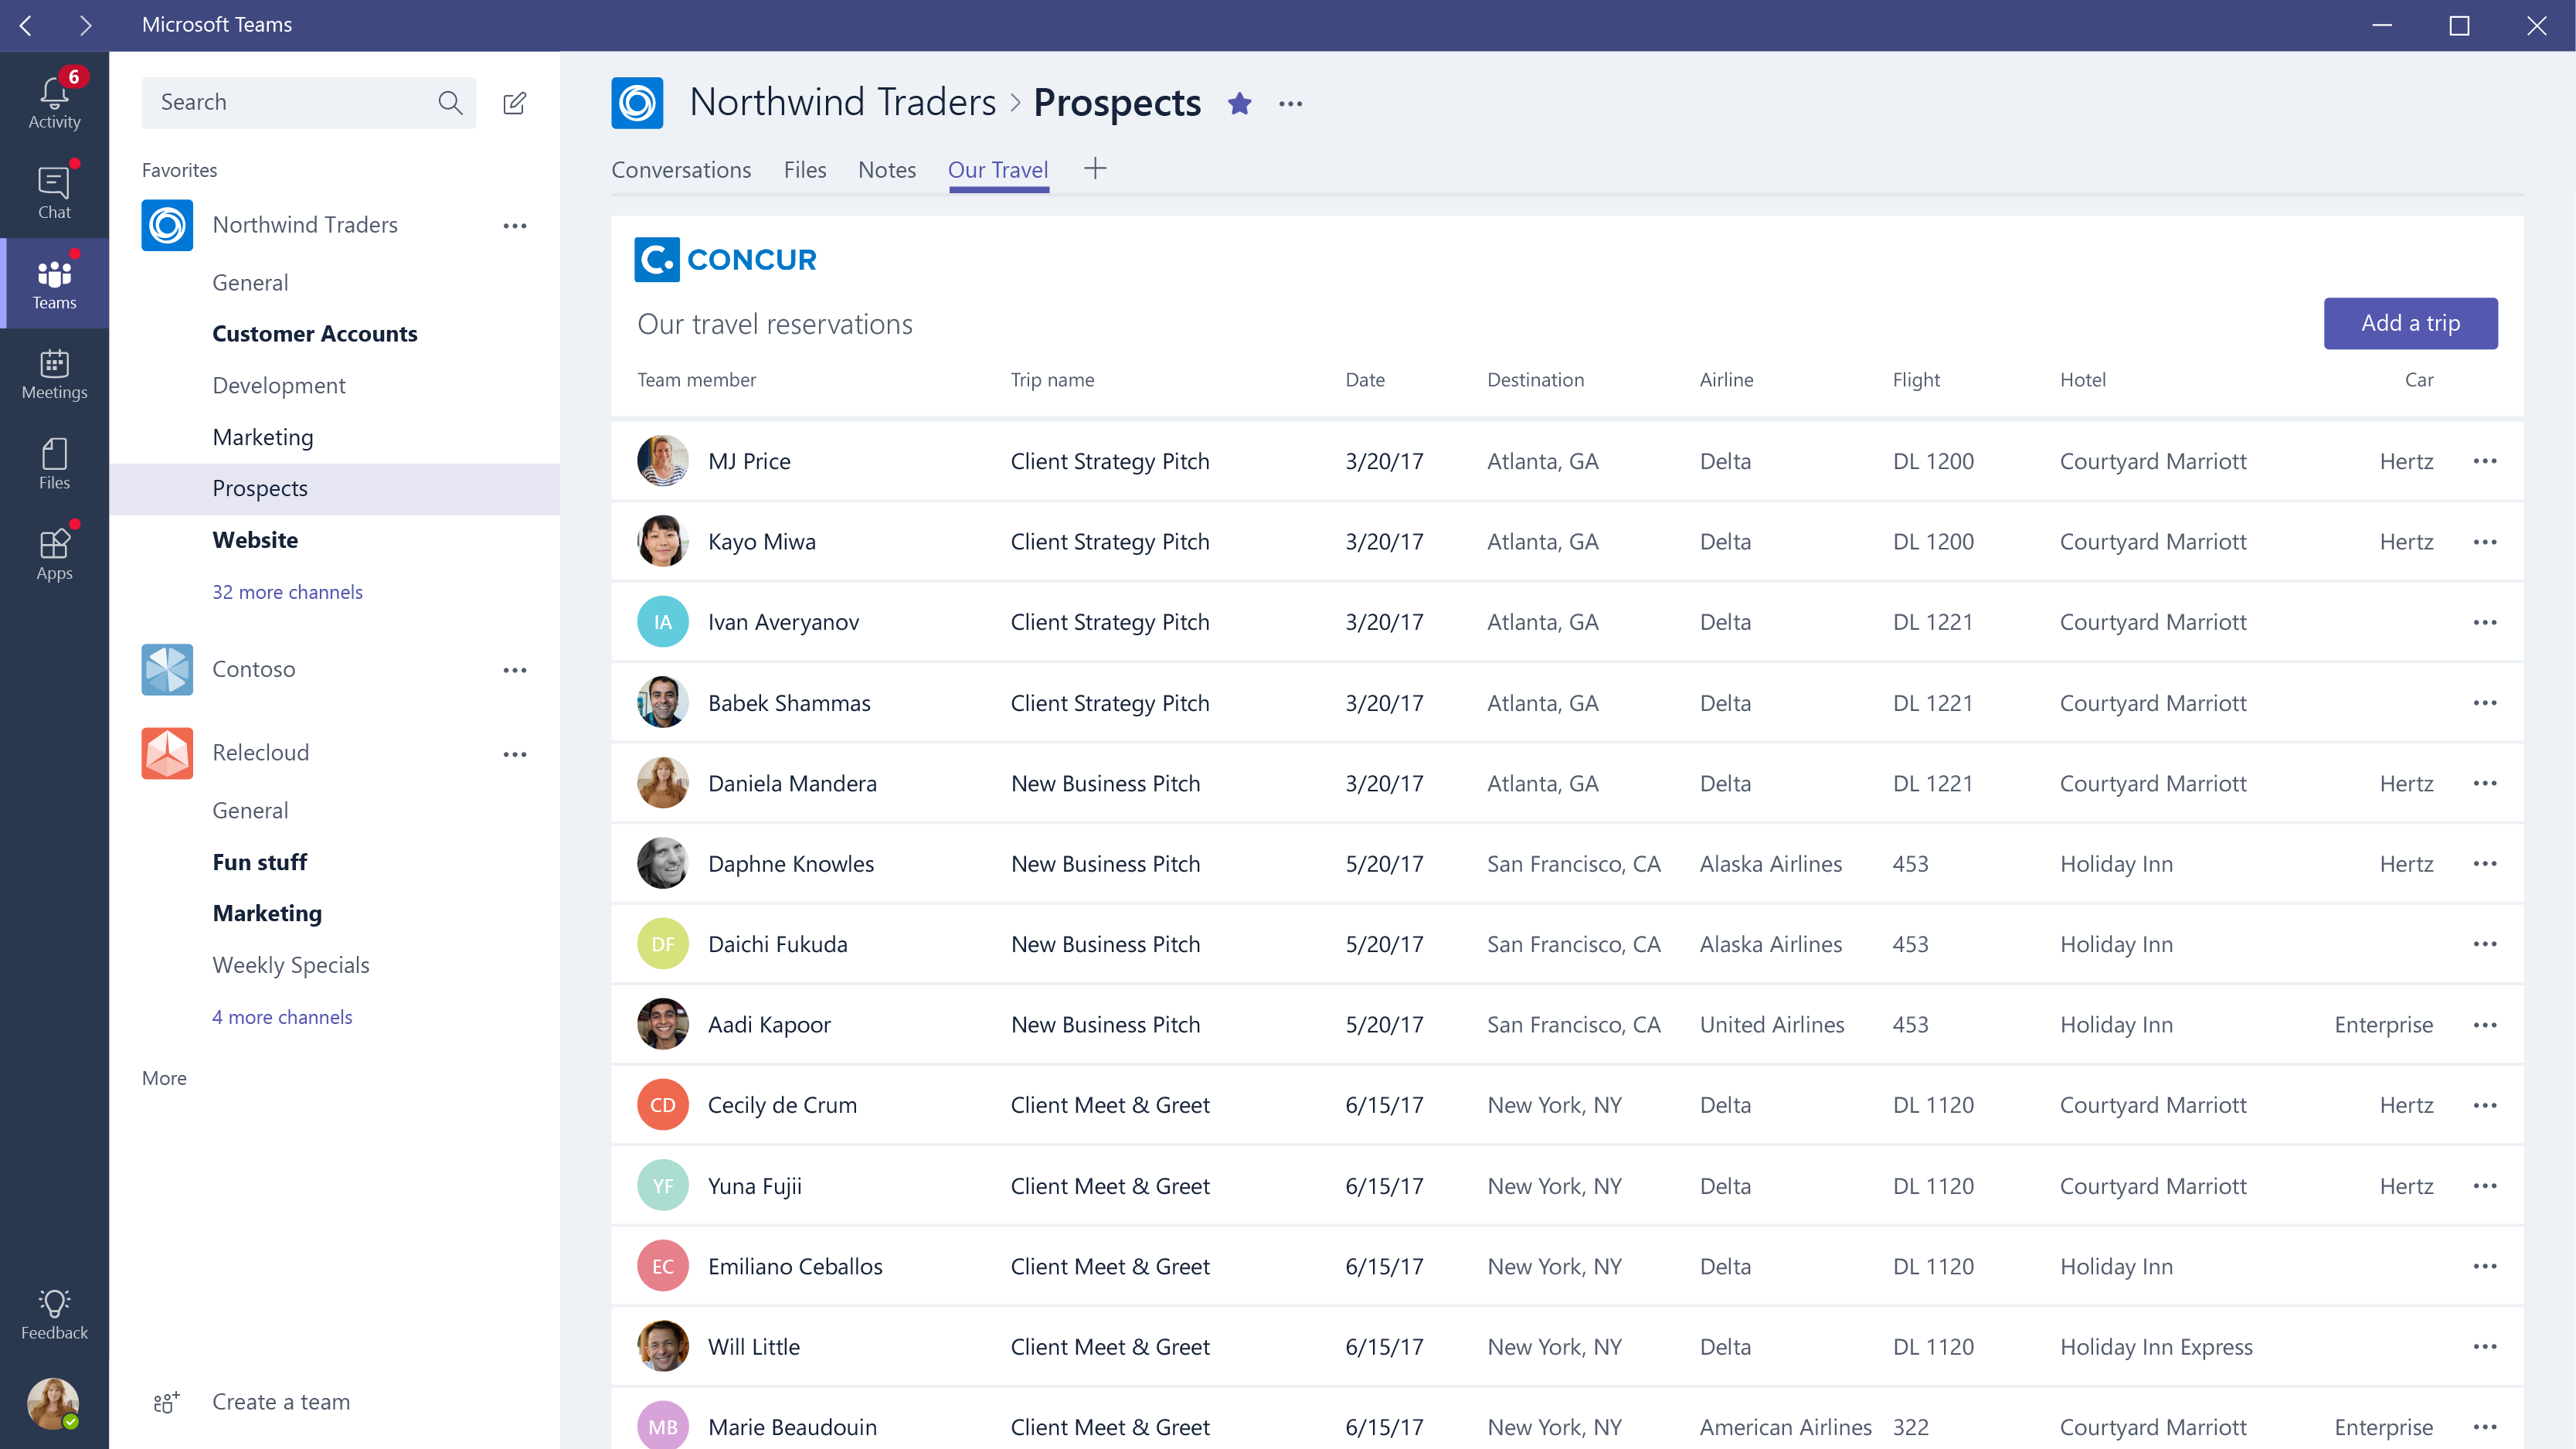 Microsoft Teams
6
Activity
Chat
Teams
Meetings
Files
Apps
Feedback
Search
Favorites
Northwind Traders
General
Customer Accounts
Development
Marketing
Prospects
Website
32 more channels
Contoso
Relecloud
General
Fun stuff
Marketing
Weekly Specials
4 more channels
More
Create a team
Northwind Traders > Prospects
Conversations Files Notes Our Travel
C. CONCUR
Our travel reservations
Add a trip
Team member Trip name Date Destination Airline Flight Hotel Car
MJ Price Client Strategy Pitch 3/20/17 Atlanta, GA Delta DL 1200 Courtyard Marriott Hertz
Kayo Miwa Client Strategy Pitch 3/20/17 Atlanta, GA Delta DL 1200 Courtyard Marriott Hertz
IA Ivan Averyanov Client Strategy Pitch 3/20/17 Atlanta, GA Delta DL 1221 Courtyard Marriott
Babek Shammas Client Strategy Pitch 3/20/17 Atlanta, GA Delta DL 1221 Courtyard Marriott
Daniela Mandera New Business Pitch 3/20/17 Atlanta, GA Delta DL 1221 Courtyard Marriott Hertz
Daphne Knowles New Business Pitch 5/20/17 San Francisco, CA Alaska Airlines 453 Holiday Inn Hertz
DF Daichi Fukuda New Business Pitch 5/20/17 San Francisco, CA Alaska Airlines 453 Holiday Inn
Aadi Kapoor New Business Pitch 5/20/17 San Francisco, CA United Airlines 453 Holiday Inn Enterprise
CD Cecily de Crum Client Meet & Greet 6/15/17 New York, NY Delta DL 1120 Courtyard Marriott Hertz
YF Yuna Fujii Client Meet & Greet 6/15/17 New York, NY Delta DL 1120 Courtyard Marriott Hertz
EC Emiliano Ceballos Client Meet & Greet 6/15/17 New York, NY Delta DL 1120 Holiday Inn
Will Little Client Meet & Greet 6/15/17 New York, NY Delta DL 1120 Holiday Inn Express
MB Marie Beaudouin Client Meet & Greet 6/15/17 New York, NY American Airlines 322 Courtyard Marriott Enterprise